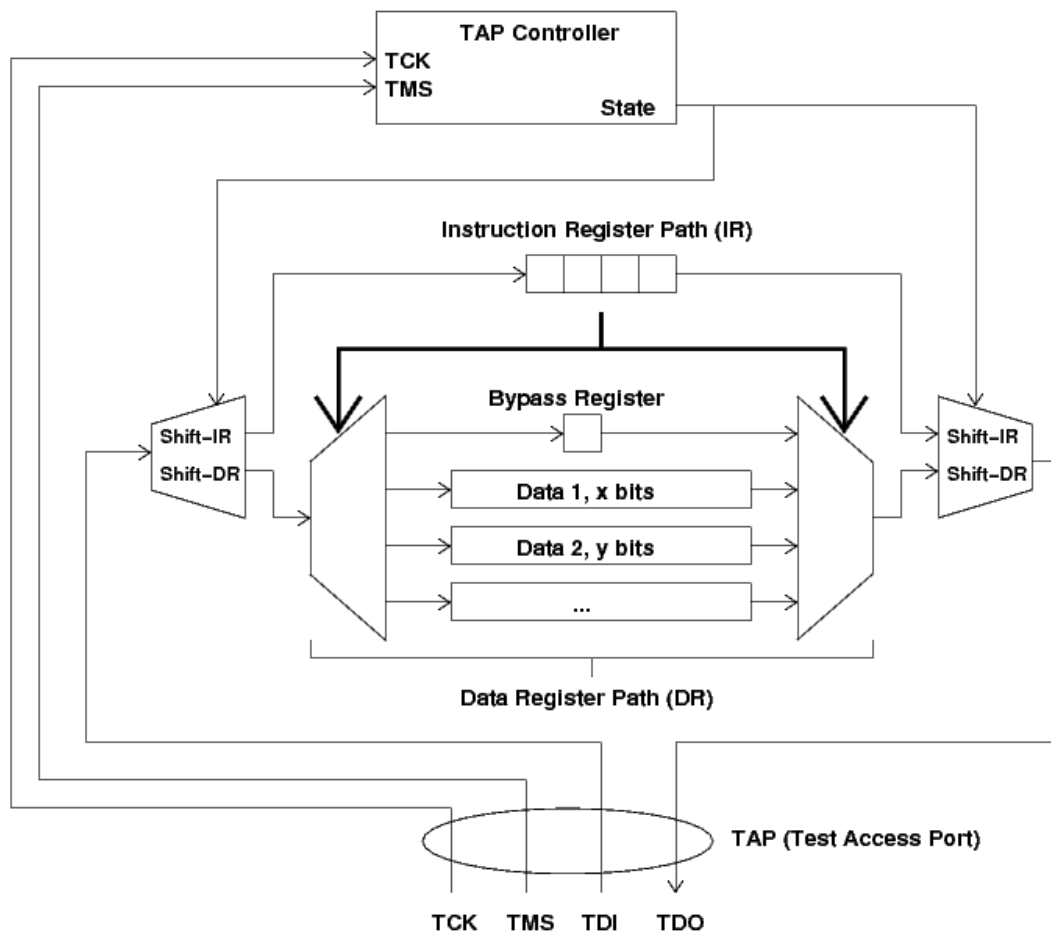 TAP Controller
TCK
TMS
State
Instruction Register Path (IR)
Bypass Register
Shift-IR
Shift-DR
Shift-IR
Shift-DR
Data 1, x bits
Data 2, y bits
...
Data Register Path (DR)
TAP (Test Access Port)
TCK TMS TDI TDO